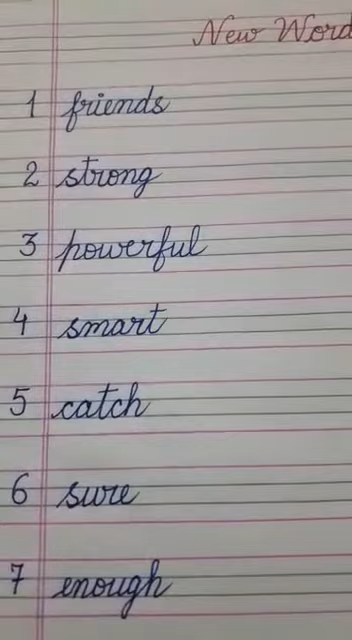 New Word
1 friends
2 strong
3 powerful
4 smart
5 catch
6 sure
7 enough